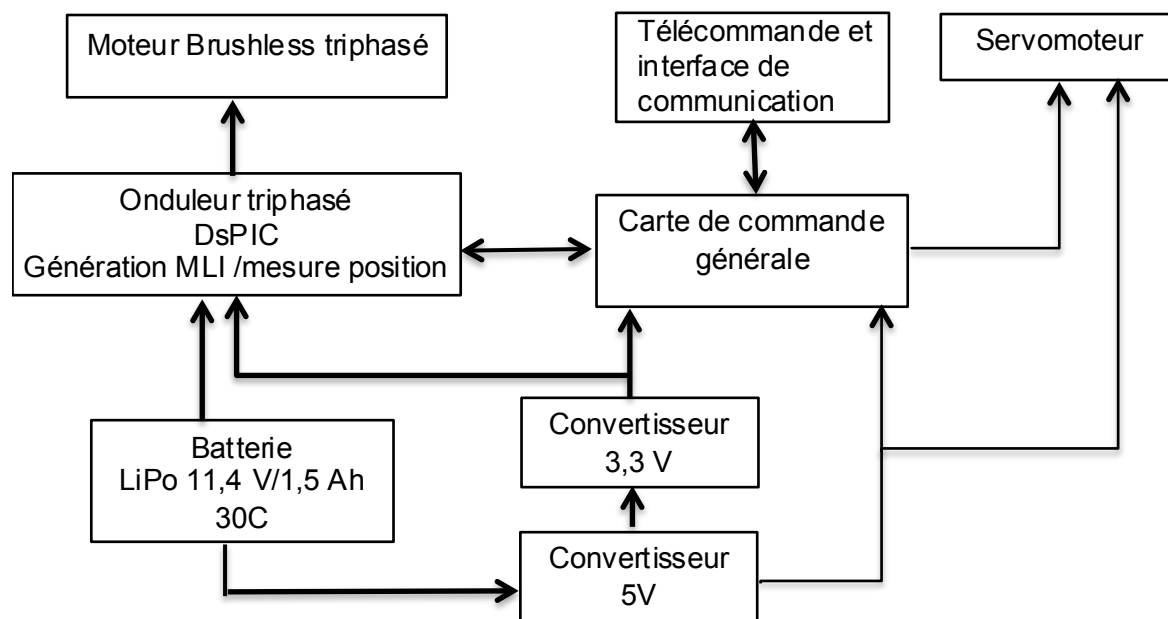 Moteur Brushless triphasé
Télécommande et
interface de
communication
Servomoteur
Onduleur triphasé
DsPIC
Génération MLI /mesure position
Carte de commande
générale
Batterie
LiPo 11,4 V/1,5 Ah
30C
Convertisseur
3,3 V
Convertisseur
5V